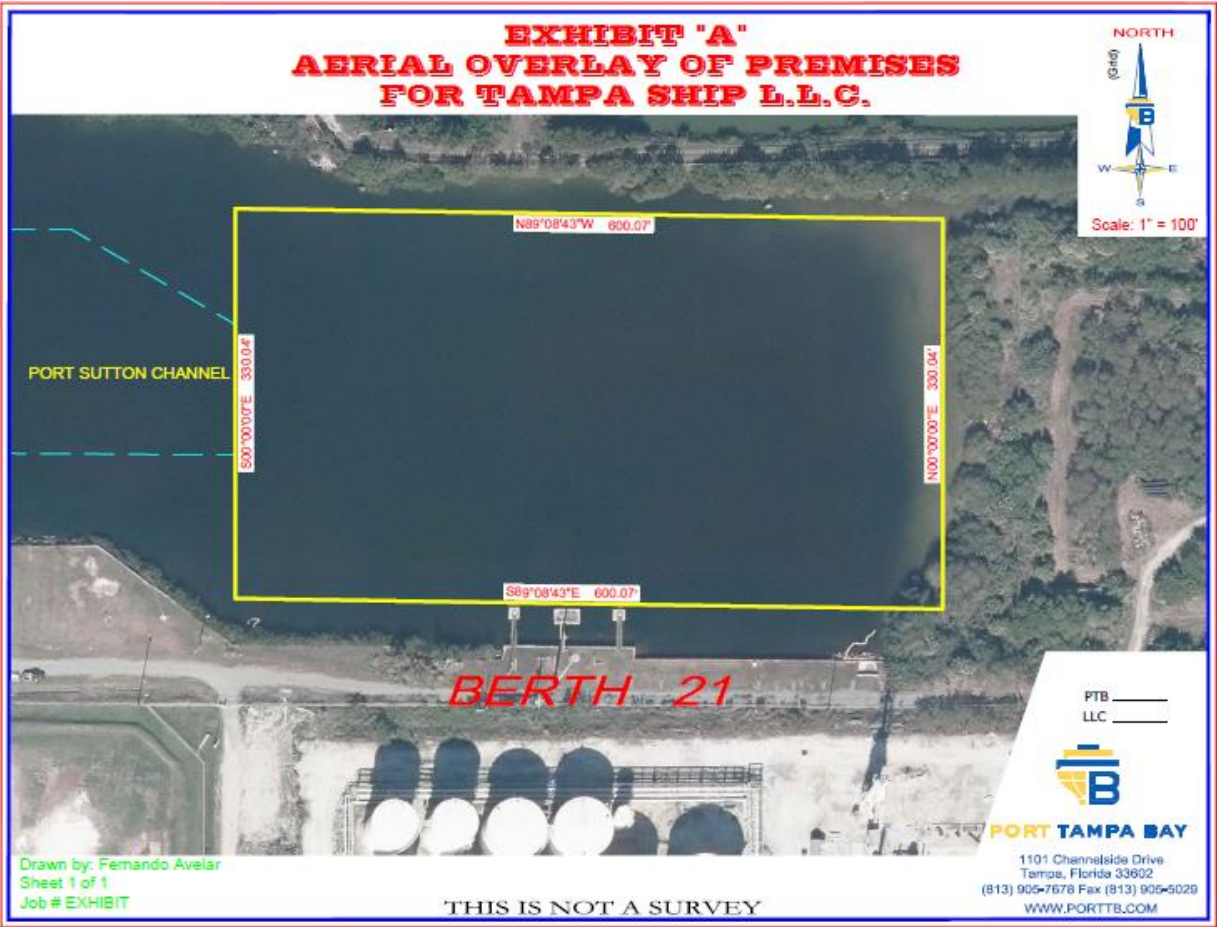 EXHIBIT "A"
AERIAL OVERLAY OF PREMISES
FOR TAMPA SHIP L.L.C.
NORTH
(Grid)
B
W E
S
Scale: 1" = 100'
N89°08'43"W 600.07'
PORT SUTTON CHANNEL
S00°00'00"E 330.04'
N00°00'00"E 330.04'
S89°08'43"E 600.07'
BERTH 21
PTB
LLC
B
PORT TAMPA BAY
1101 Channelside Drive
Tampa, Florida 33602
(813) 905-7678 Fax (813) 905-5029
WWW.PORTTB.COM
Drawn by: Fernando Avelar
Sheet 1 of 1
Job # EXHIBIT
THIS IS NOT A SURVEY